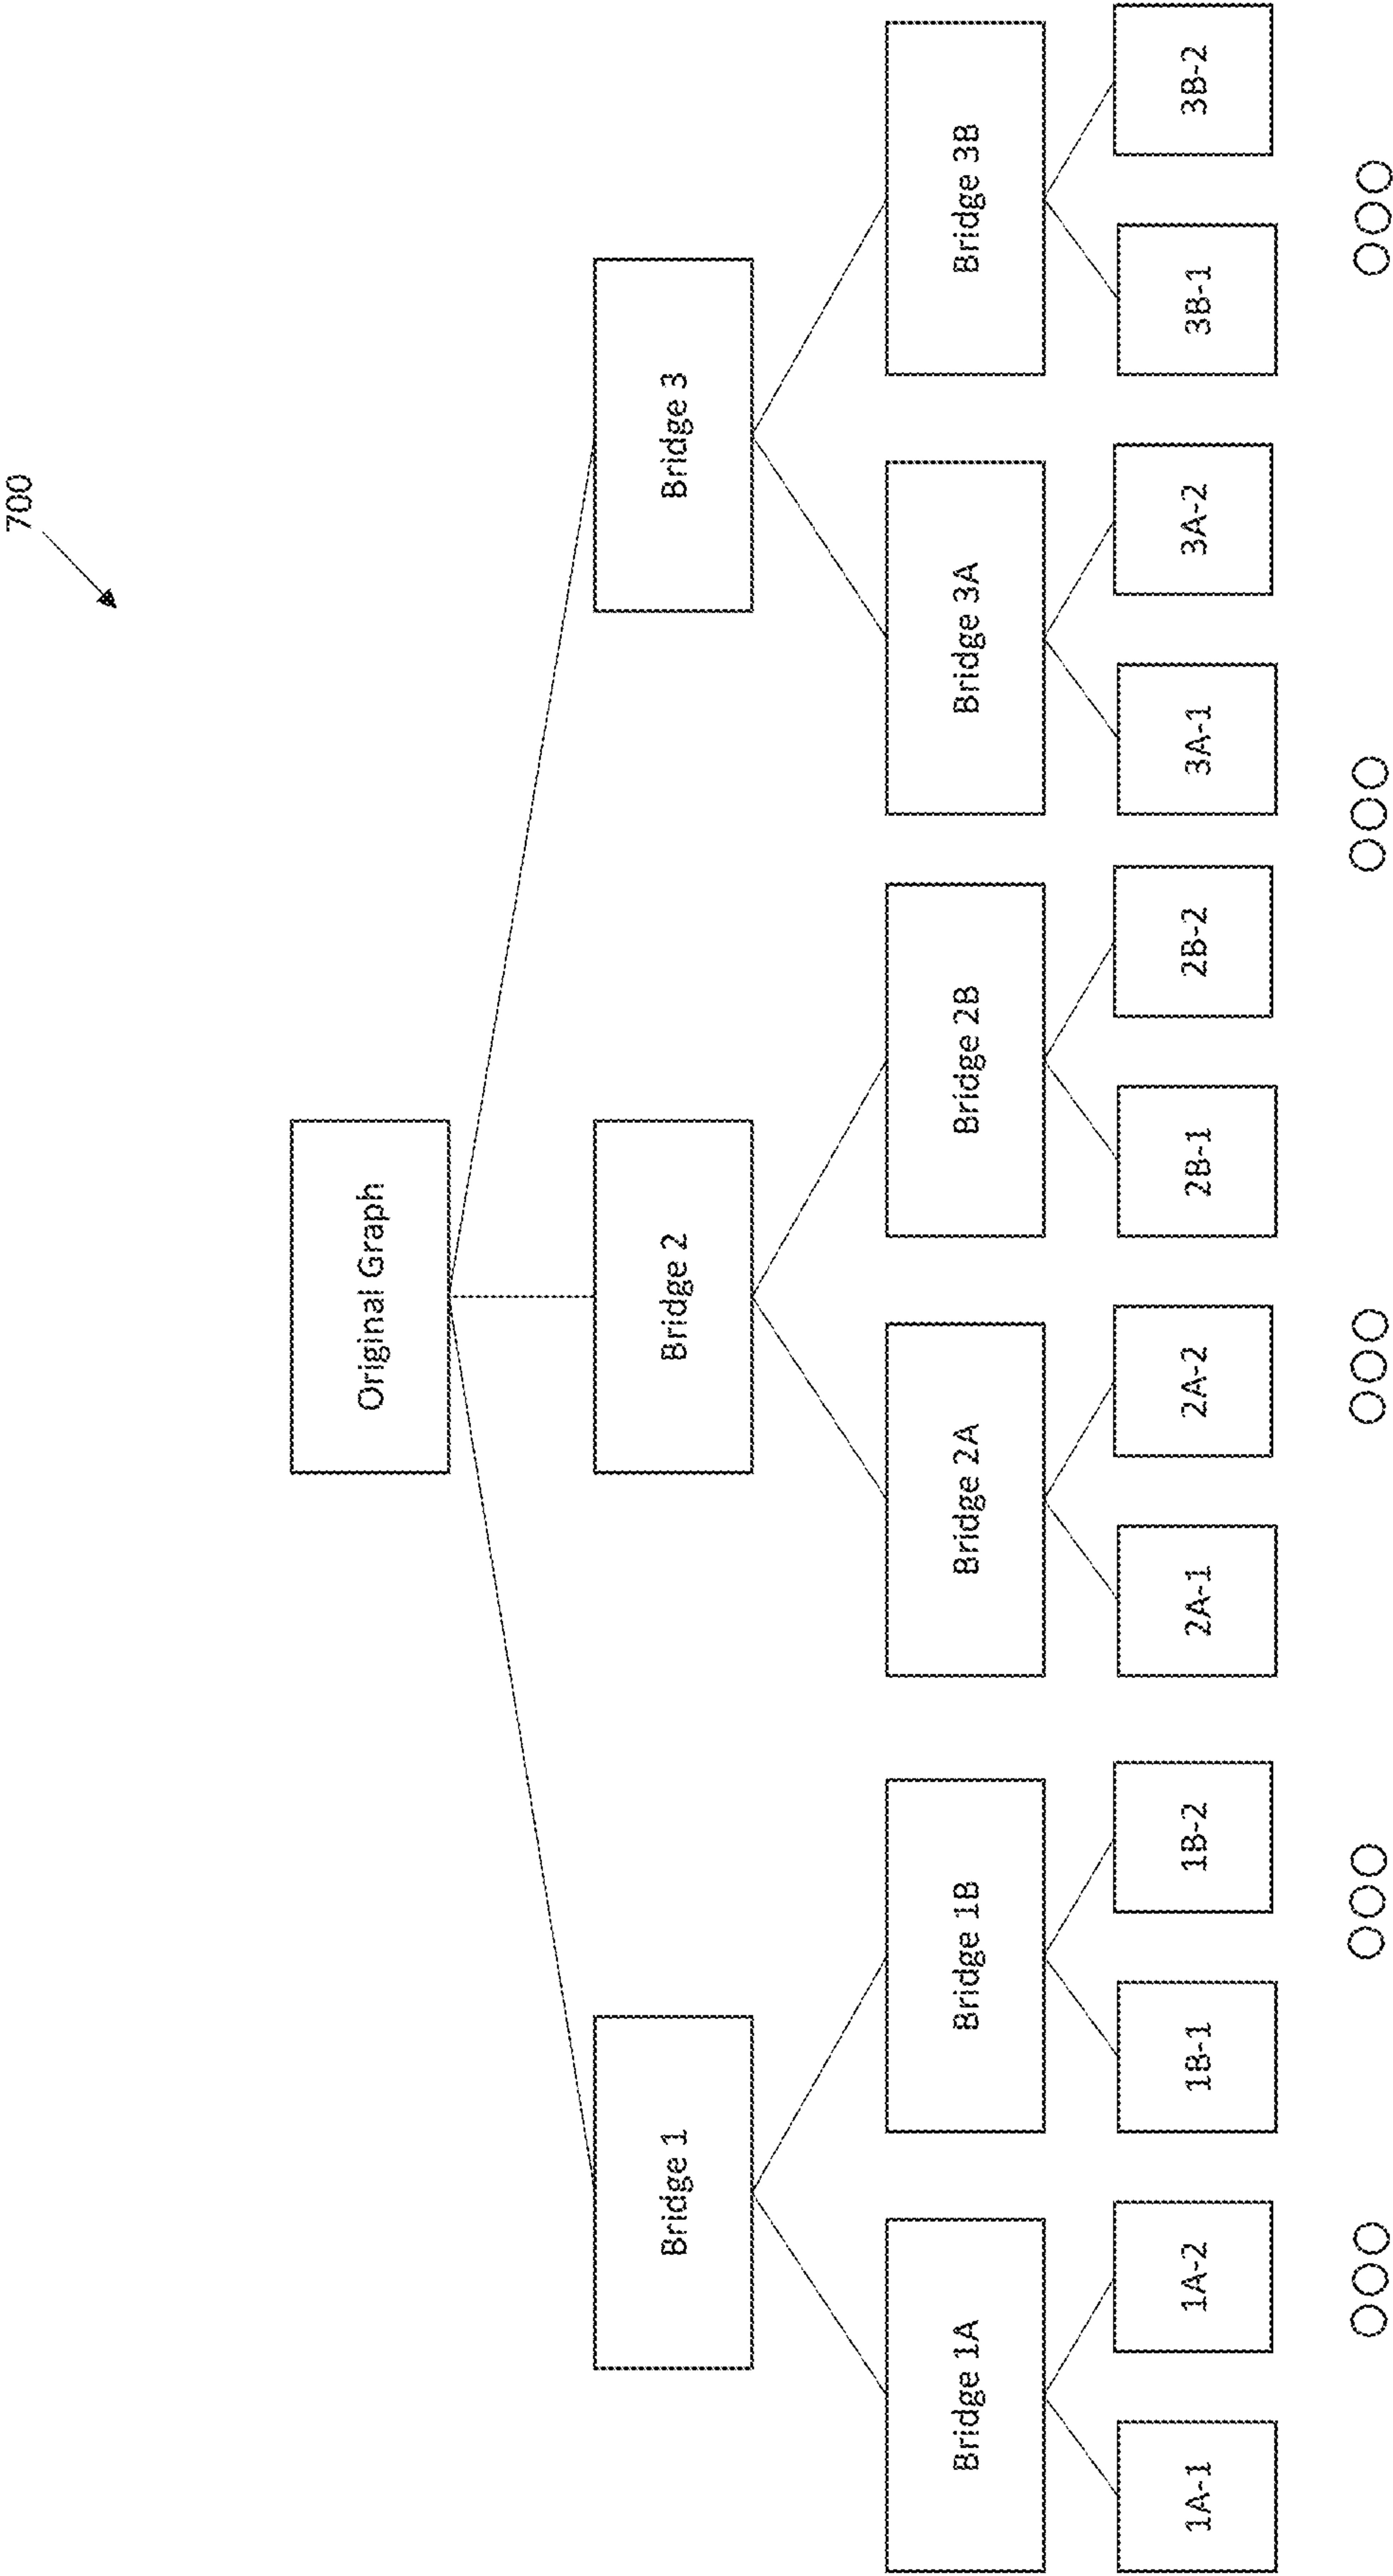 700
Original Graph
Bridge 1
Bridge 2
Bridge 3
Bridge 1A
Bridge 1B
Bridge 2A
Bridge 2B
Bridge 3A
Bridge 3B
1A-1
1A-2
1B-1
1B-2
2A-1
2A-2
2B-1
2B-2
3A-1
3A-2
3B-1
3B-2